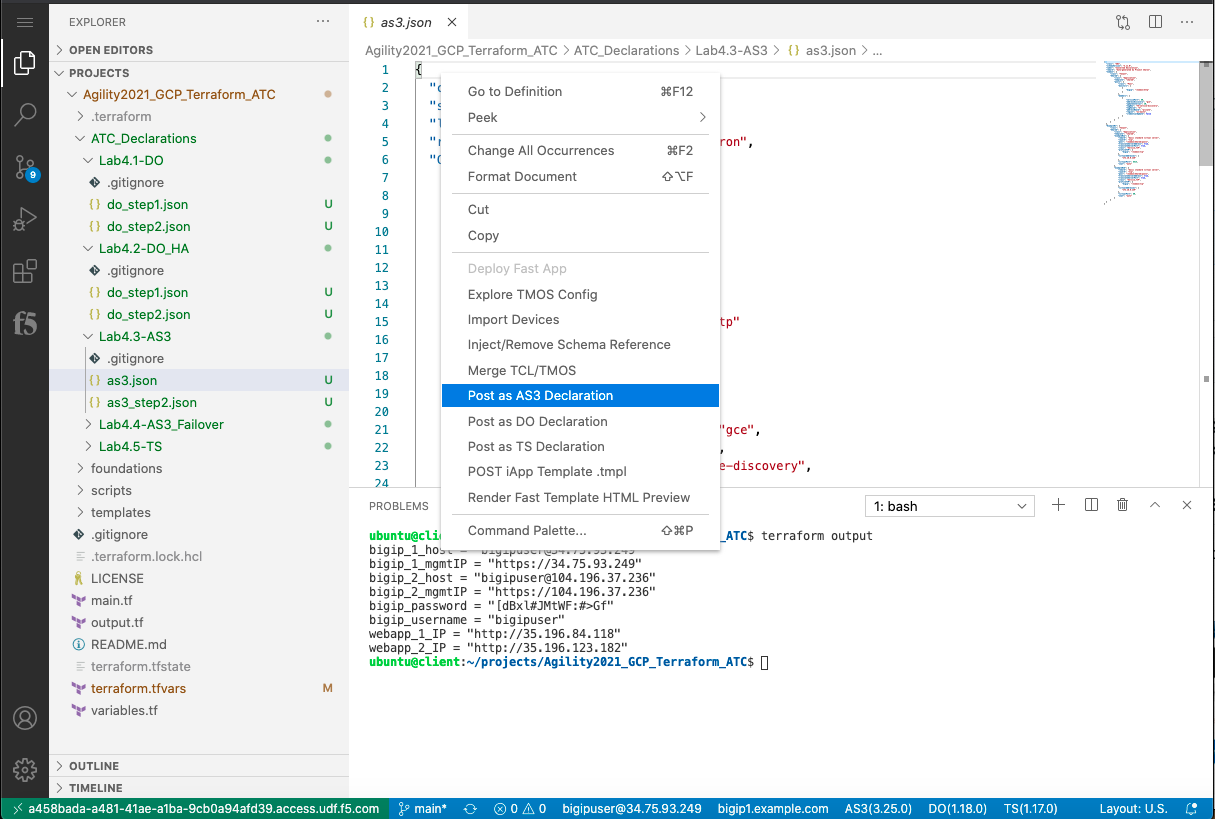 EXPLORER
OPEN EDITORS
PROJECTS
Agility2021_GCP_Terraform_ATC
.terraform
ATC_Declarations
Lab4.1-DO
.gitignore
do_step1.json U
do_step2.json U
Lab4.2-DO_HA
.gitignore
do_step1.json U
do_step2.json U
Lab4.3-AS3
.gitignore
as3.json U
as3_step2.json U
Lab4.4-AS3_Failover
Lab4.5-TS
foundations
scripts
templates
.gitignore
.terraform.lock.hcl
LICENSE
main.tf
output.tf
README.md
terraform.tfstate
terraform.tfvars M
variables.tf
OUTLINE
TIMELINE
9
f5
{} as3.json
Agility2021_GCP_Terraform_ATC > ATC_Declarations > Lab4.3-AS3 > {} as3.json > ...
1 {
2
3
4
5 ron",
6
7
8
9
10
11
12
13
14
15 tp"
16
17
18
19
20
21 "gce",
22 ,
23 e-discovery",
24
Go to Definition ⌘F12
Peek
Change All Occurrences ⌘F2
Format Document ⇧⌥F
Cut
Copy
Deploy Fast App
Explore TMOS Config
Import Devices
Inject/Remove Schema Reference
Merge TCL/TMOS
Post as AS3 Declaration
Post as DO Declaration
Post as TS Declaration
POST iApp Template .tmpl
Render Fast Template HTML Preview
Command Palette... ⇧⌘P
PROBLEMS
1: bash
ubuntu@clie _ATC$ terraform output
bigip_1_host = "bigipuser@34.75.93.249"
bigip_1_mgmtIP = "https://34.75.93.249"
bigip_2_host = "bigipuser@104.196.37.236"
bigip_2_mgmtIP = "https://104.196.37.236"
bigip_password = "[dBxl#JMtWF:#>Gf"
bigip_username = "bigipuser"
webapp_1_IP = "http://35.196.84.118"
webapp_2_IP = "http://35.196.123.182"
ubuntu@client:~/projects/Agility2021_GCP_Terraform_ATC$
a458bada-a481-41ae-a1ba-9cb0a94afd39.access.udf.f5.com main* 0 0 bigipuser@34.75.93.249 bigip1.example.com AS3(3.25.0) DO(1.18.0) TS(1.17.0) Layout: U.S.